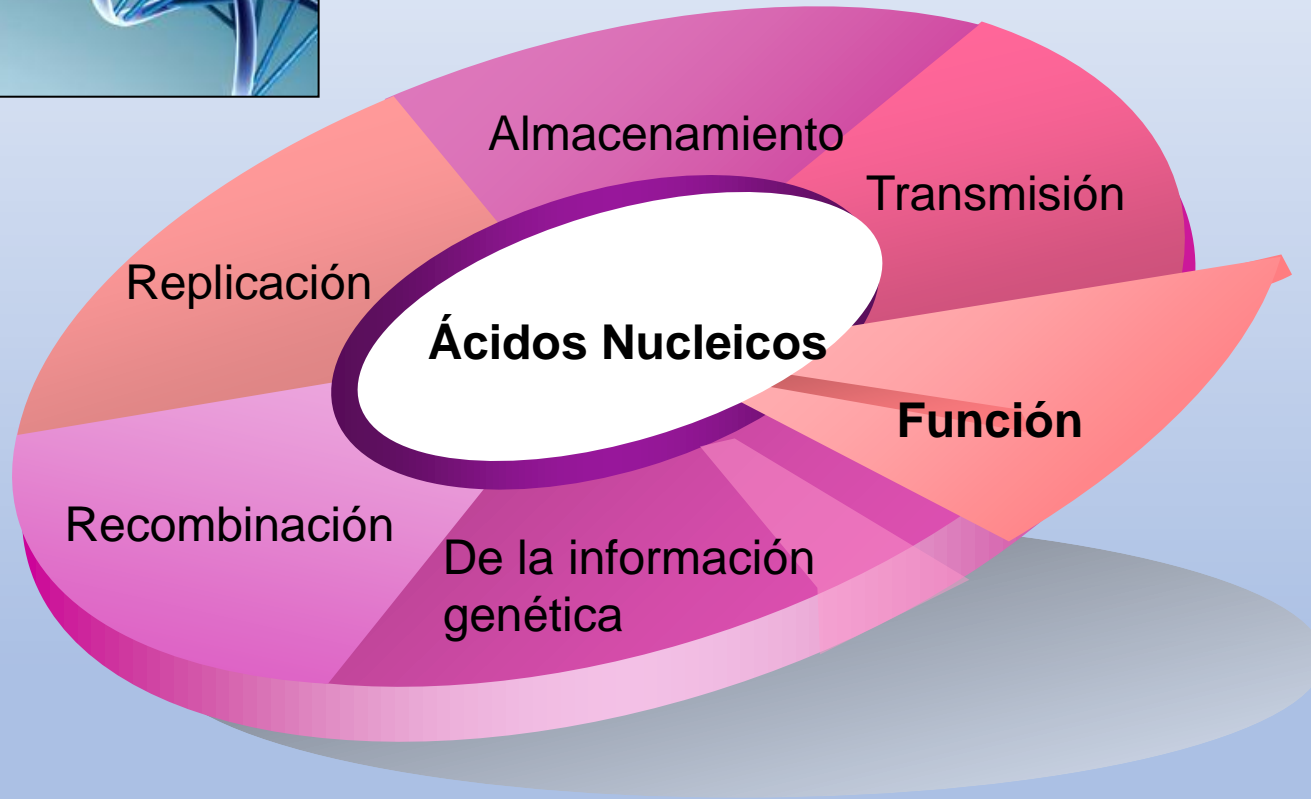 Almacenamiento
Transmisión
Replicación
Ácidos Nucleicos
Función
Recombinación
De la información
genética